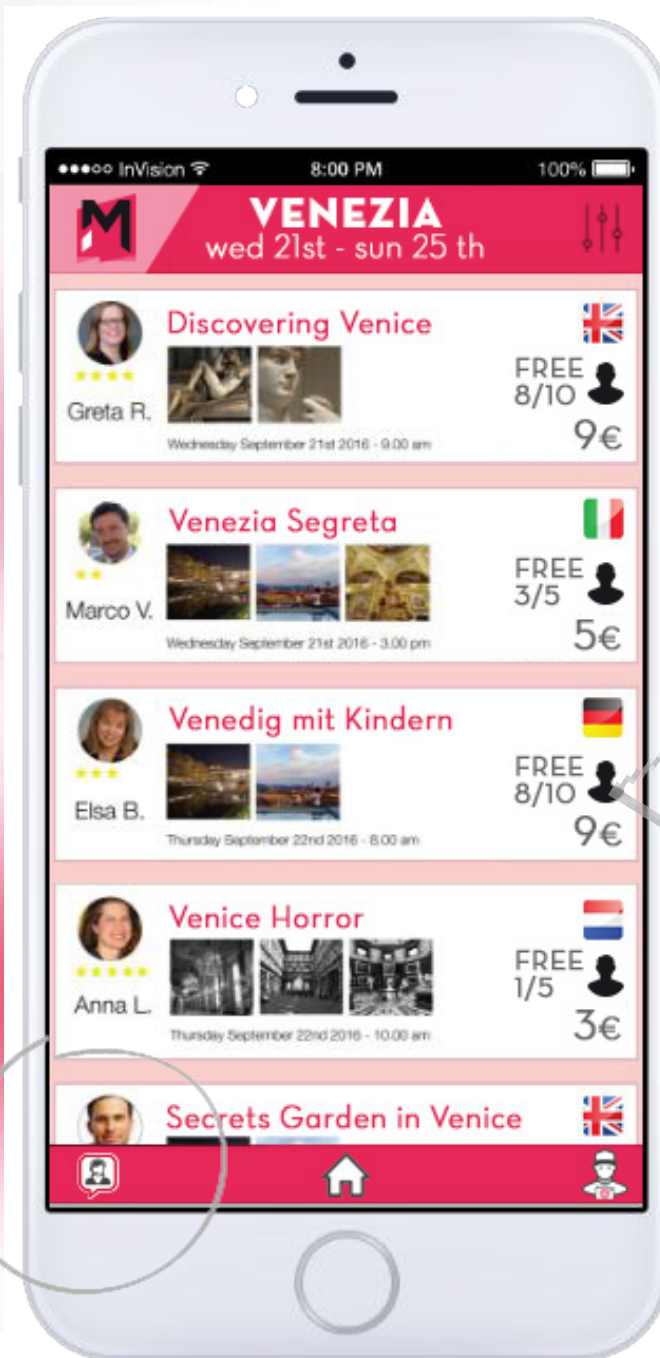 InVision 8:00 PM 100%
M
VENEZIA
wed 21st - sun 25 th
Discovering Venice
FREE
8/10
Greta R.
9€
Wednesday September 21st 2016 - 9.00 am
Venezia Segreta
FREE
3/5
Marco V.
5€
Wednesday September 21st 2016 - 3.00 pm
Venedig mit Kindern
FREE
8/10
Elsa B.
9€
Thursday September 22nd 2016 - 8.00 am
Venice Horror
FREE
1/5
Anna L.
3€
Thursday September 22nd 2016 - 10.00 am
Secrets Garden in Venice